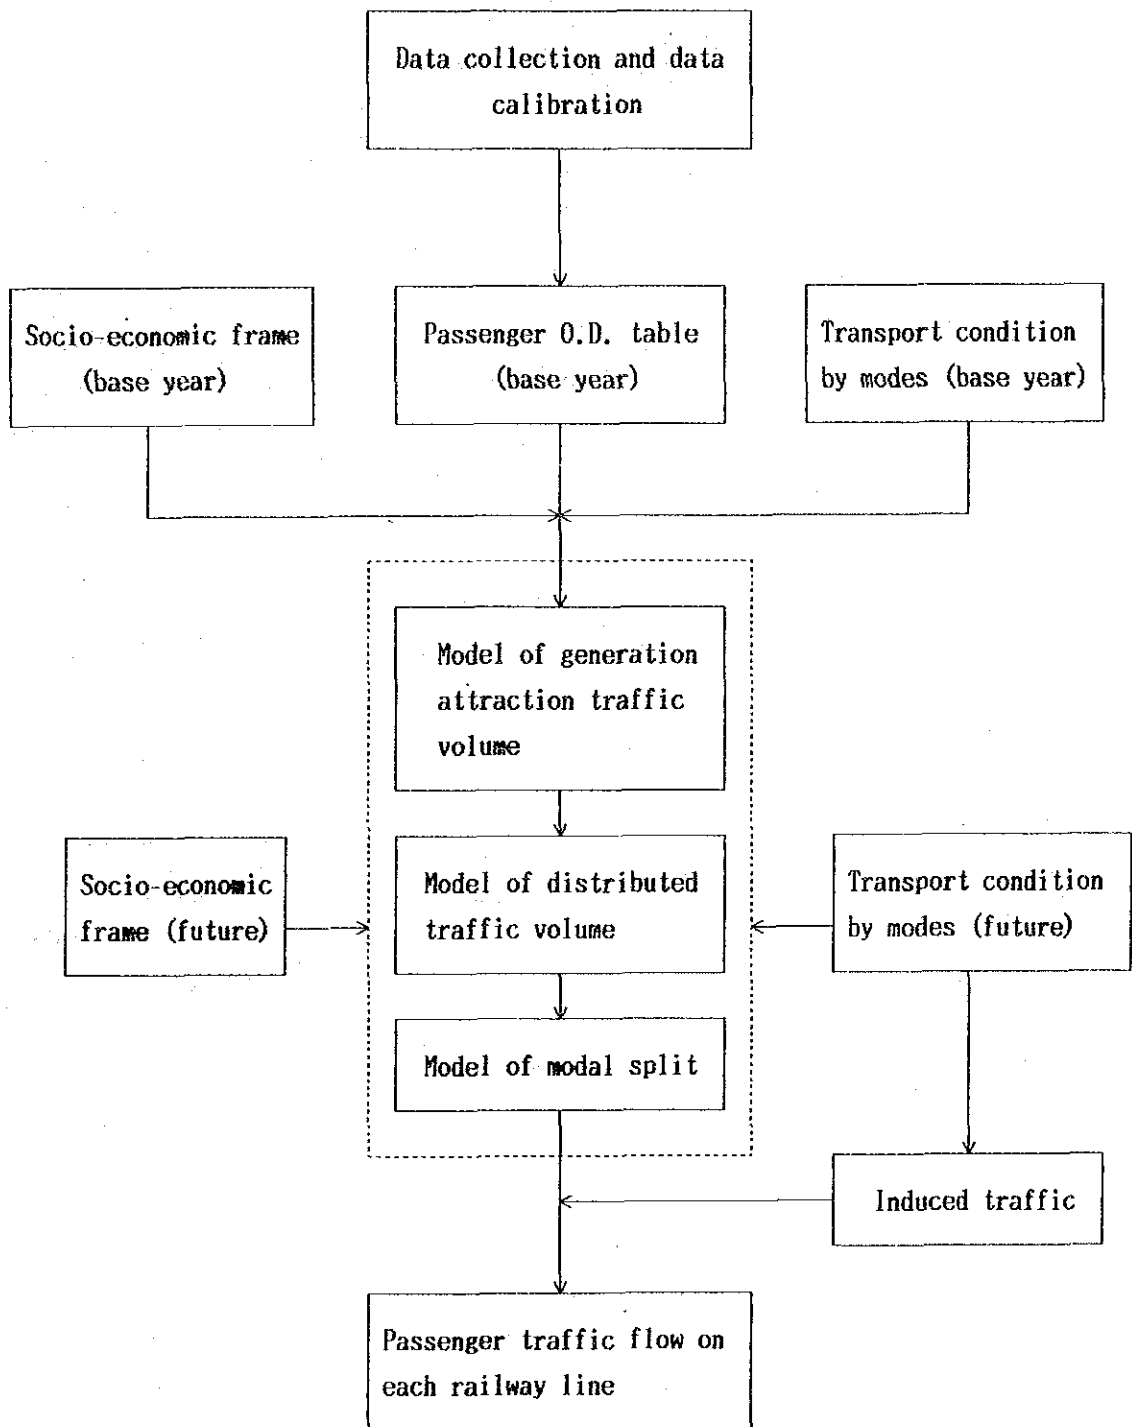 Data collection and data
calibration
Socio-economic frame
(base year)
Passenger O.D. table
(base year)
Transport condition
by modes (base year)
Model of generation
attraction traffic
volume
Socio-economic
frame (future)
Model of distributed
traffic volume
Transport condition
by modes (future)
Model of modal split
Induced traffic
Passenger traffic flow on
each railway line